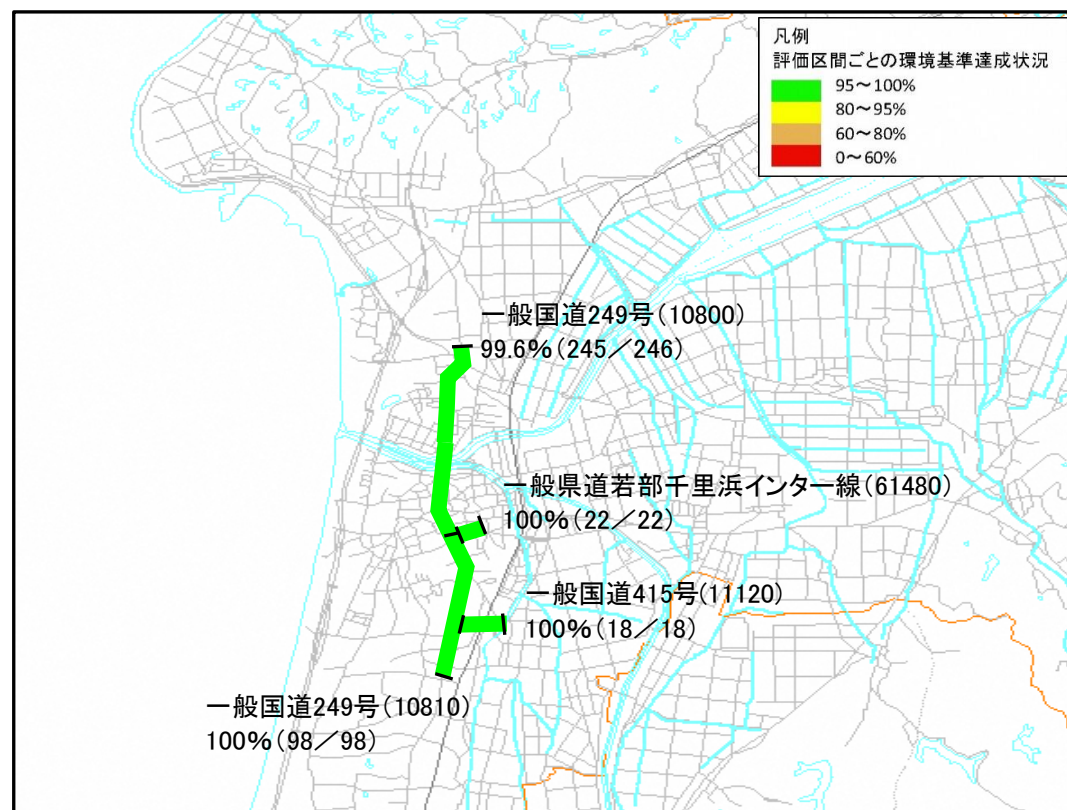 凡例
評価区間ごとの環境基準達成状況
95～100%
80～95%
60～80%
0～60%
一般国道249号(10800)
99.6%(245／246)
一般県道若部千里浜インター線(61480)
100%(22／22)
一般国道415号(11120)
100%(18／18)
一般国道249号(10810)
100%(98／98)